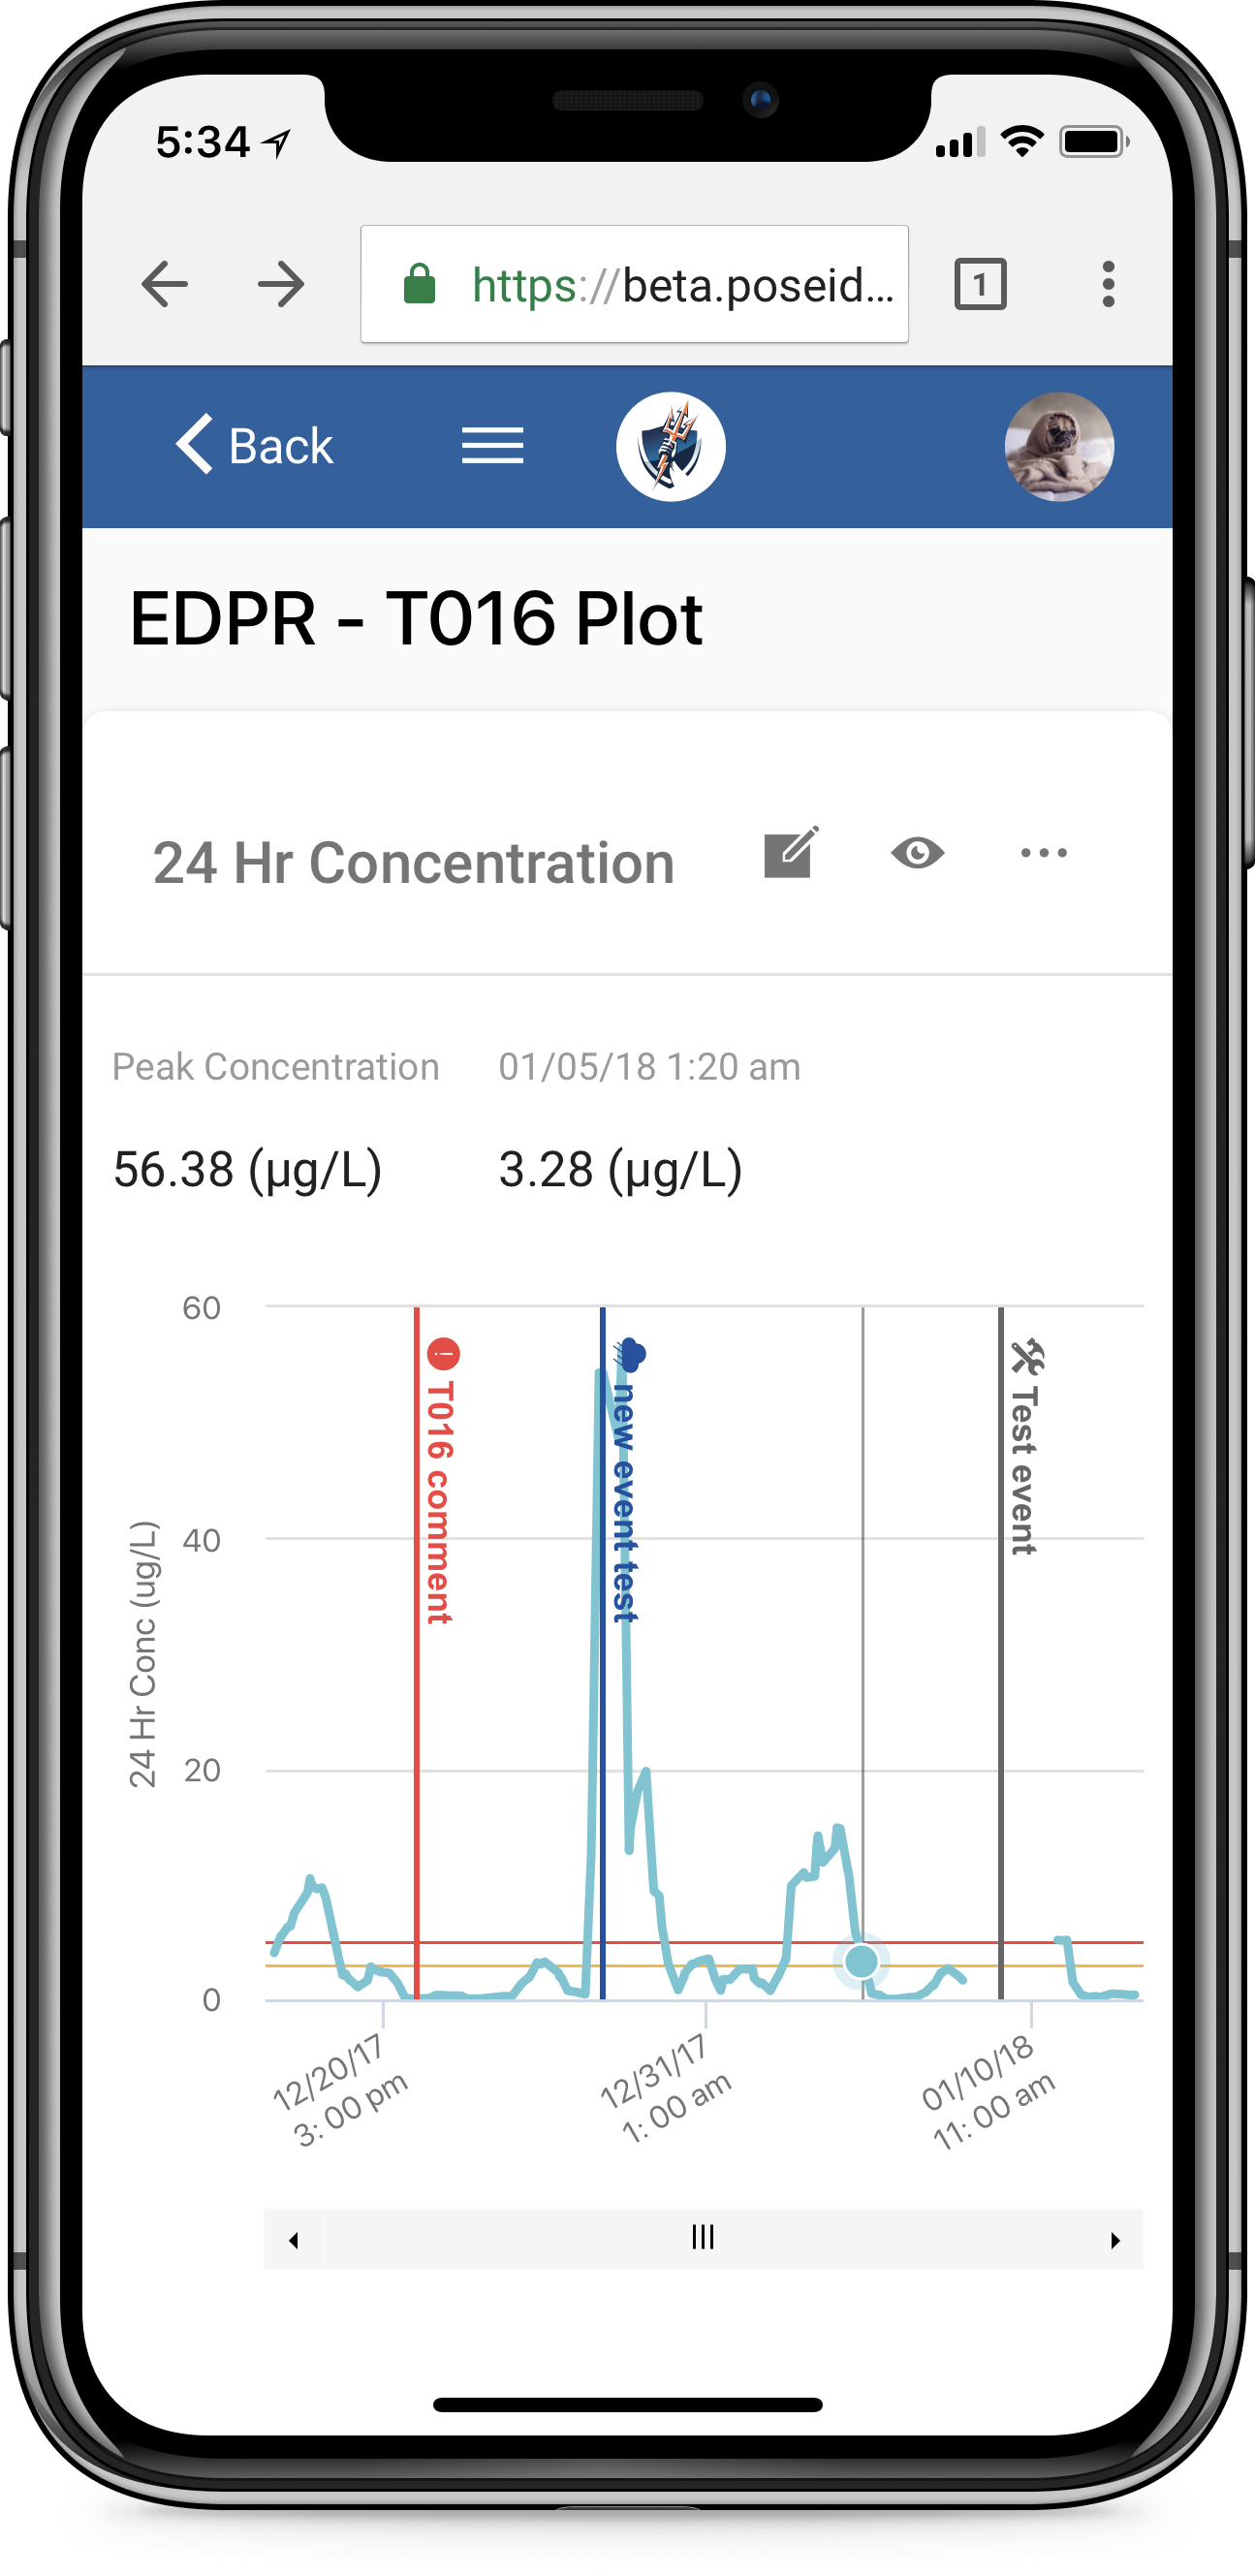 5:34
https://beta.poseid...
1
Back
EDPR - T016 Plot
24 Hr Concentration
Peak Concentration
01/05/18 1:20 am
56.38 (µg/L)
3.28 (µg/L)
60
40
20
0
24 Hr Conc (ug/L)
T016 comment
new event test
Test event
12/20/17
3: 00 pm
12/31/17
1: 00 am
01/10/18
11: 00 am